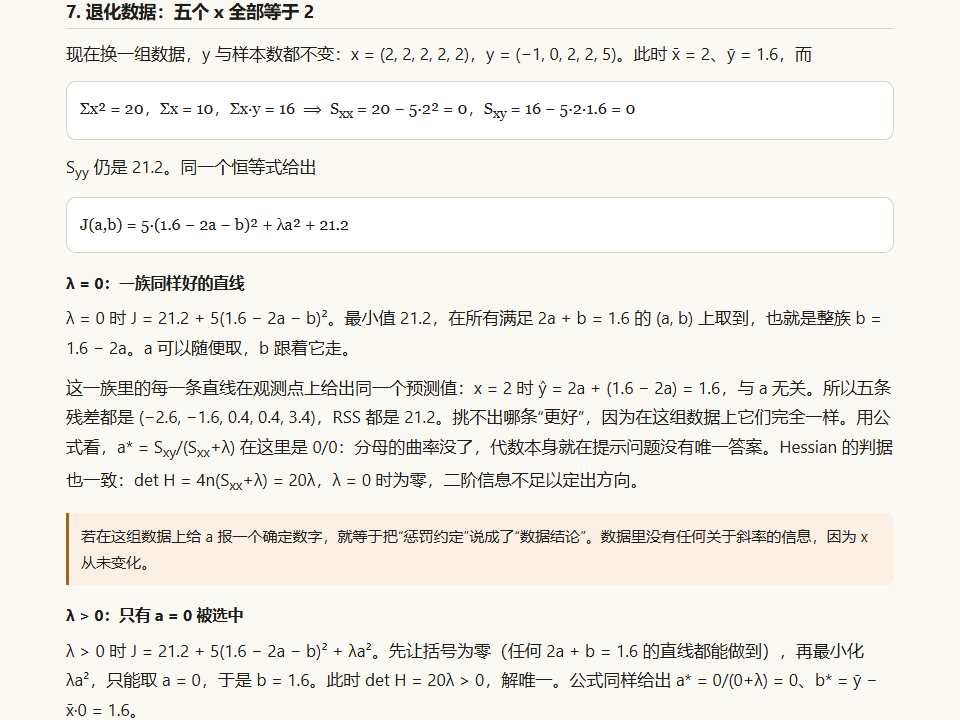 7. 退化数据：五个 x 全部等于 2
现在换一组数据，y 与样本数都不变：x = (2, 2, 2, 2, 2)，y = (−1, 0, 2, 2, 5)。此时 x̄ = 2、ȳ = 1.6，而
Σx² = 20，Σx = 10，Σx·y = 16 ⟹ Sxx = 20 − 5·2² = 0，Sxy = 16 − 5·2·1.6 = 0
Syy 仍是 21.2。同一个恒等式给出
J(a,b) = 5·(1.6 − 2a − b)² + λa² + 21.2
λ = 0：一族同样好的直线
λ = 0 时 J = 21.2 + 5(1.6 − 2a − b)²。最小值 21.2，在所有满足 2a + b = 1.6 的 (a, b) 上取到，也就是整族 b =
1.6 − 2a。a 可以随便取，b 跟着它走。
这一族里的每一条直线在观测点上给出同一个预测值：x = 2 时 ŷ = 2a + (1.6 − 2a) = 1.6，与 a 无关。所以五条
残差都是 (−2.6, −1.6, 0.4, 0.4, 3.4)，RSS 都是 21.2。挑不出哪条“更好”，因为在这组数据上它们完全一样。用公
式看，a* = Sxy/(Sxx+λ) 在这里是 0/0：分母的曲率没了，代数本身就在提示问题没有唯一答案。Hessian 的判据
也一致：det H = 4n(Sxx+λ) = 20λ，λ = 0 时为零，二阶信息不足以定出方向。
若在这组数据上给 a 报一个确定数字，就等于把“惩罚约定”说成了“数据结论”。数据里没有任何关于斜率的信息，因为 x
从未变化。
λ > 0：只有 a = 0 被选中
λ > 0 时 J = 21.2 + 5(1.6 − 2a − b)² + λa²。先让括号为零（任何 2a + b = 1.6 的直线都能做到），再最小化
λa²，只能取 a = 0，于是 b = 1.6。此时 det H = 20λ > 0，解唯一。公式同样给出 a* = 0/(0+λ) = 0、b* = ȳ −
x̄·0 = 1.6。